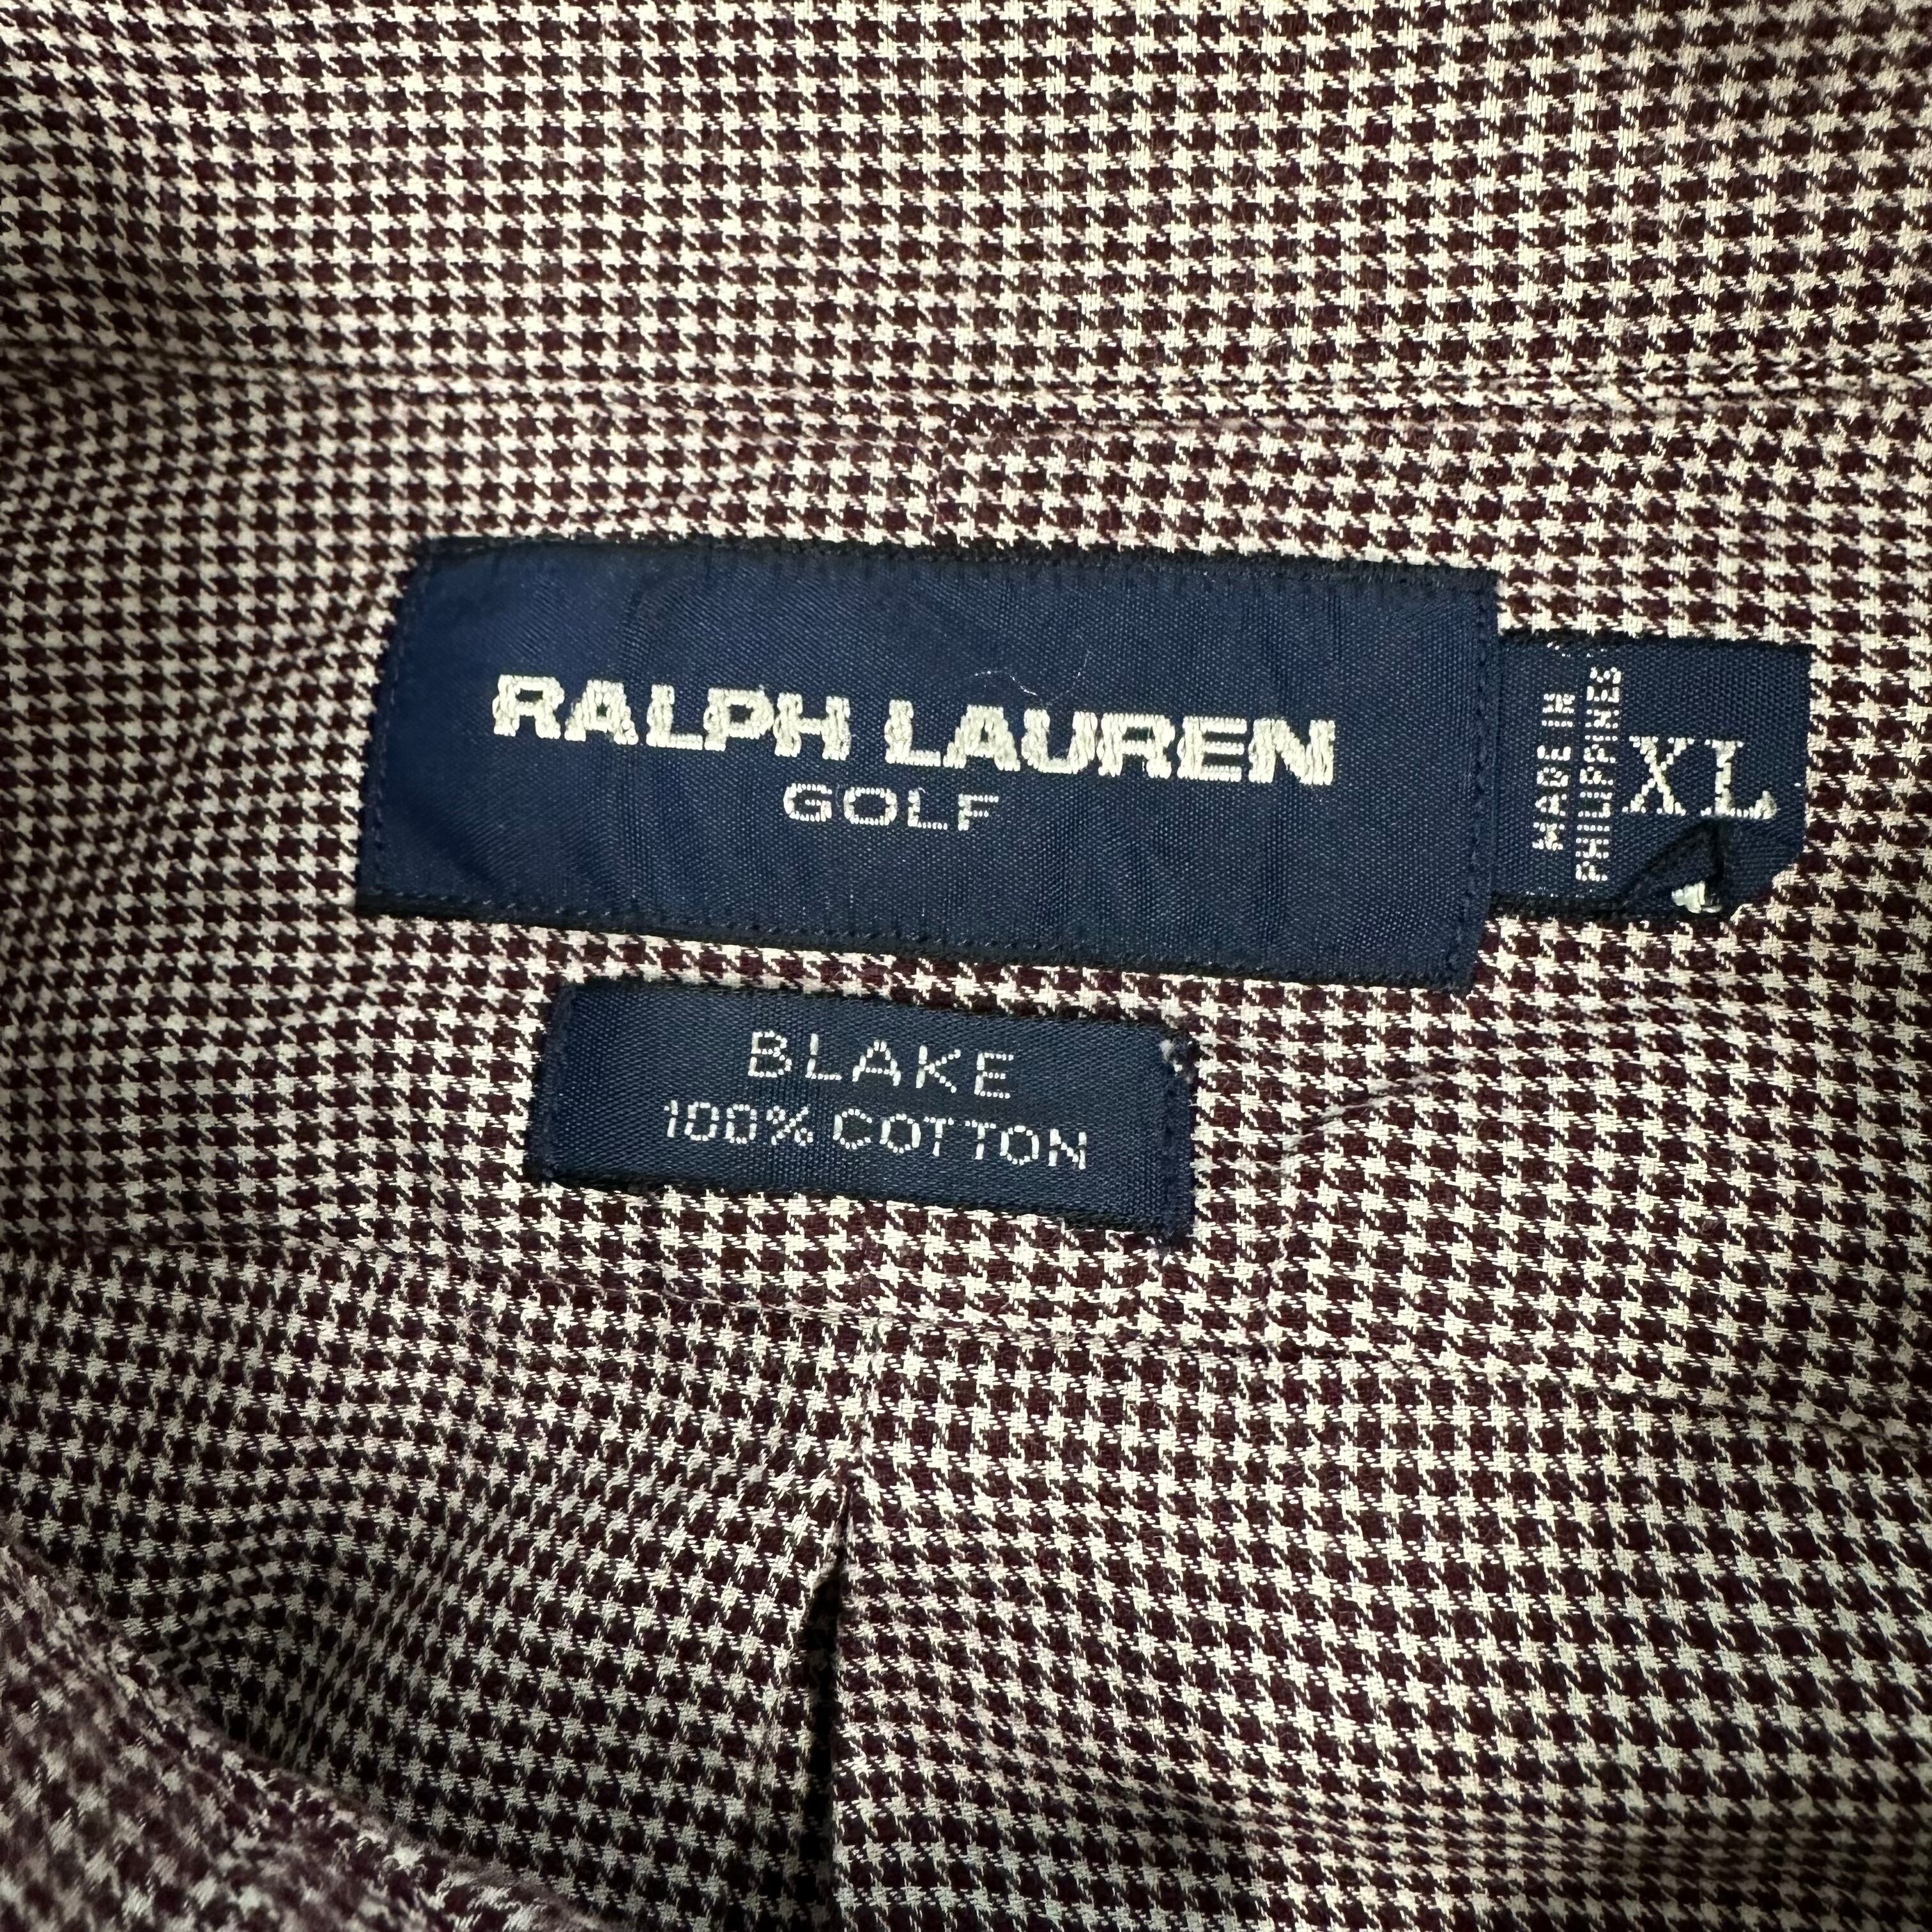 RALPH LAUREN
GOLF
MADE IN
PHILIPPINES
XL
BLAKE
100% COTTON